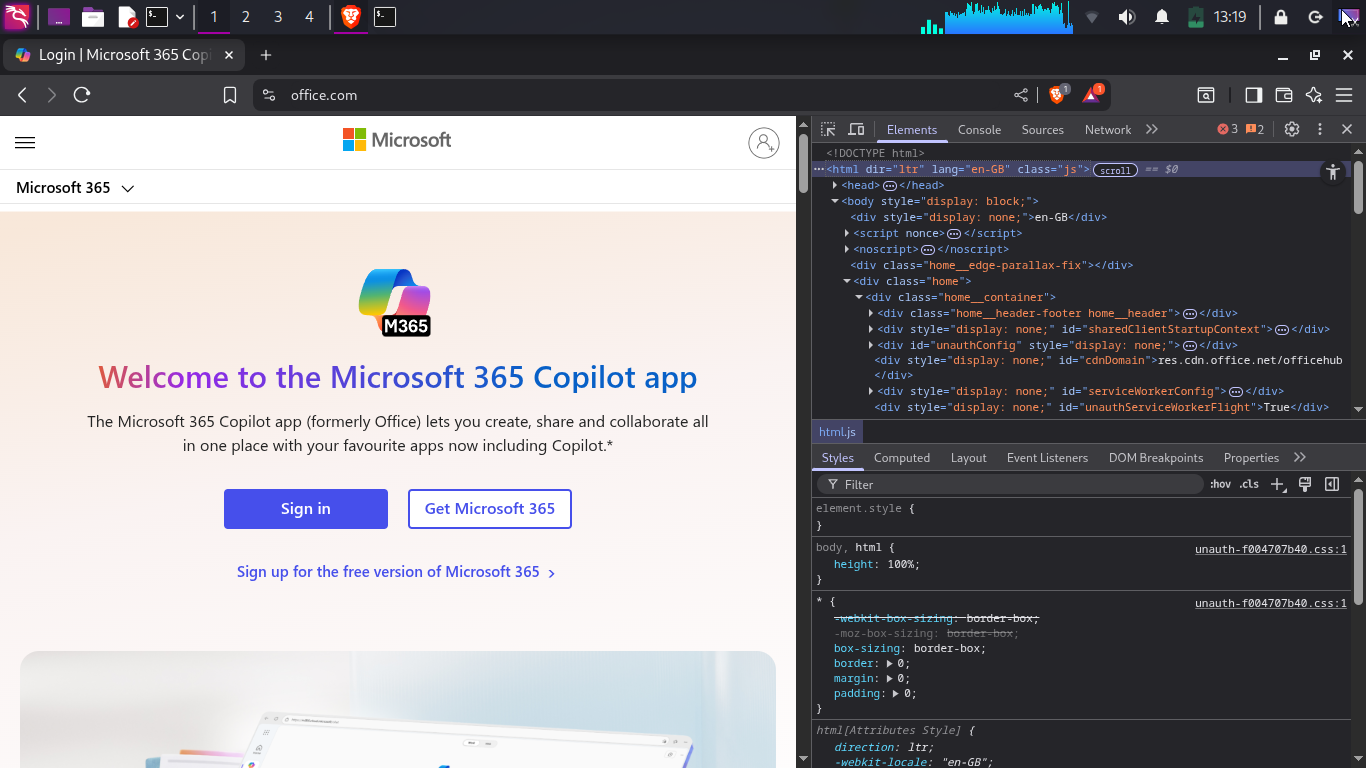 1 2 3 4
13:19
Login | Microsoft 365 Copi
office.com
1
1
Microsoft
Microsoft 365
M365
Welcome to the Microsoft 365 Copilot app
The Microsoft 365 Copilot app (formerly Office) lets you create, share and collaborate all
in one place with your favourite apps now including Copilot.*
Sign in
Get Microsoft 365
Sign up for the free version of Microsoft 365 >
Elements Console Sources Network 3 2
<!DOCTYPE html>
<html dir="ltr" lang="en-GB" class="js"> scroll == $0
<head> </head>
<body style="display: block;">
<div style="display: none;">en-GB</div>
<script nonce> </script>
<noscript> </noscript>
<div class="home__edge-parallax-fix"></div>
<div class="home">
<div class="home__container">
<div class="home__header-footer home__header"> </div>
<div style="display: none;" id="sharedClientStartupContext"> </div>
<div id="unauthConfig" style="display: none;"> </div>
<div style="display: none;" id="cdnDomain">res.cdn.office.net/officehub
</div>
<div style="display: none;" id="serviceWorkerConfig"> </div>
<div style="display: none;" id="unauthServiceWorkerFlight">True</div>
html.js
Styles Computed Layout Event Listeners DOM Breakpoints Properties
Filter :hov .cls
element.style {
}
body, html { unauth-f004707b40.css:1
height: 100%;
}
* { unauth-f004707b40.css:1
-webkit-box-sizing: border-box;
-moz-box-sizing: border-box;
box-sizing: border-box;
border: 0;
margin: 0;
padding: 0;
}
html[Attributes Style] {
direction: ltr;
-webkit-locale: "en-GB";